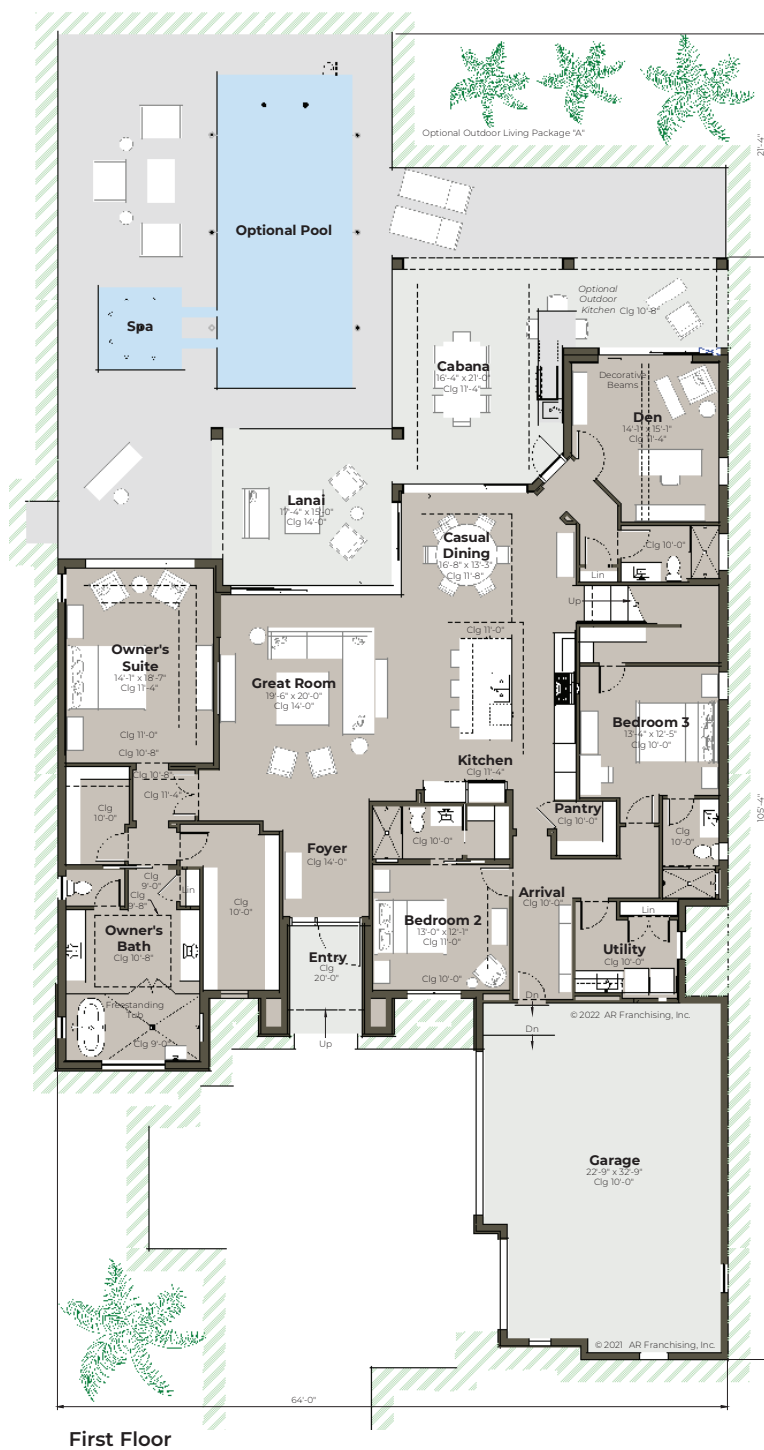 Optional Outdoor Living Package "A"
21'-4"
Optional Pool
Spa
Optional
Outdoor
Kitchen
Clg 10'-8"
Cabana
16'-4" x 21'-0"
Clg 11'-4"
Decorative
Beams
Den
14'-1" x 15'-1"
Clg 11'-4"
Lanai
17'-4" x 15'-0"
Clg 14'-0"
Casual
Dining
16'-8" x 13'-3"
Clg 11'-8"
Clg 10'-0"
Lin
Up
Clg 11'-0"
Owner's
Suite
14'-1" x 18'-7"
Clg 11'-4"
Clg 11'-0"
Clg 10'-8"
Clg 10'-8"
Clg 11'-4"
Great Room
19'-6" x 20'-0"
Clg 14'-0"
Bedroom 3
13'-4" x 12'-5"
Clg 10'-0"
Kitchen
Clg 11'-4"
Pantry
Clg 10'-0"
Clg
10'-0"
Clg
10'-0"
105'-4"
Clg 10'-0"
Foyer
Clg 14'-0"
Clg
9'-0"
Clg
9'-8"
Lin
Clg
10'-0"
Bedroom 2
13'-0" x 12'-1"
Clg 11'-0"
Clg 10'-0"
Arrival
Clg 10'-0"
Lin
Utility
Clg 10'-0"
Owner's
Bath
Clg 10'-8"
Entry
Clg
20'-0"
Freestanding
Tub
Clg 9'-0"
Up
Dn
Dn
© 2022 AR Franchising, Inc.
Garage
22'-9" x 32'-9"
Clg 10'-0"
© 2021 AR Franchising, Inc.
64'-0"
First Floor